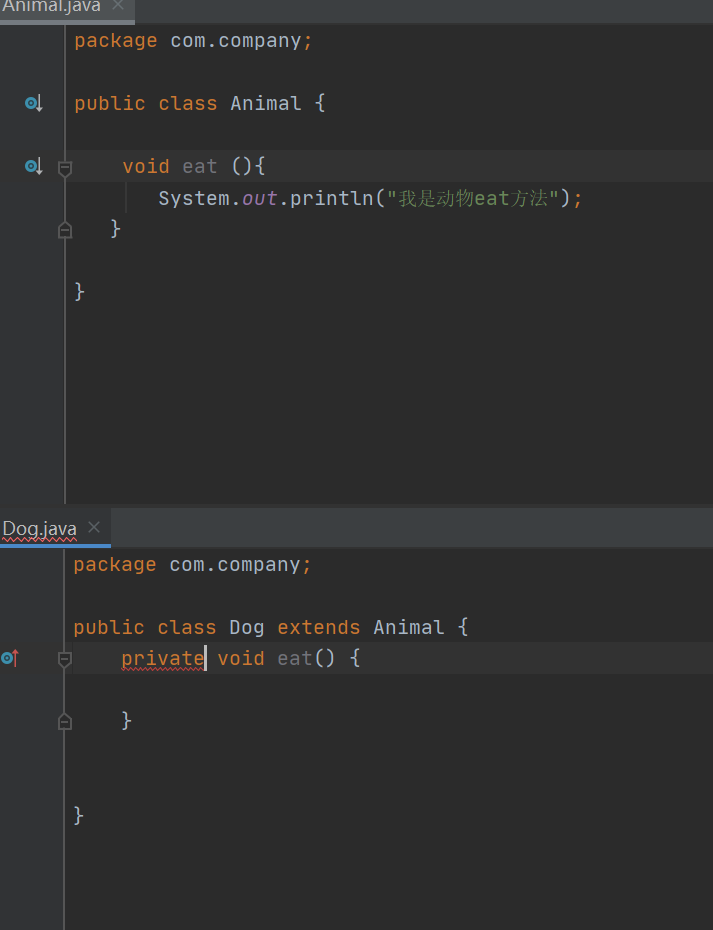 Animal.java
package com.company;
public class Animal {
void eat (){
System.out.println("我是动物eat方法");
}
}
Dog.java
package com.company;
public class Dog extends Animal {
private void eat() {
}
}